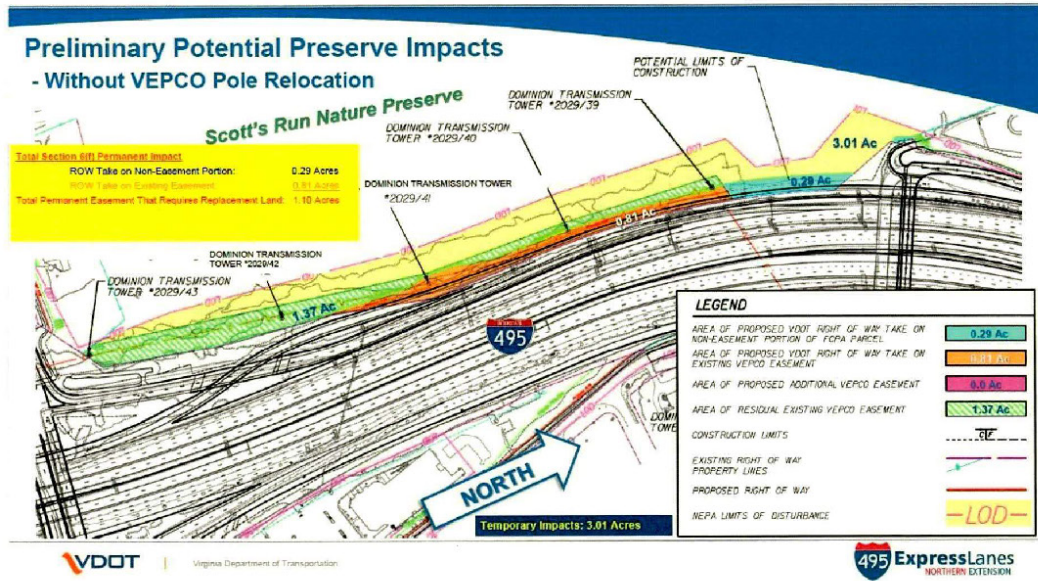 Preliminary Potential Preserve Impacts
- Without VEPCO Pole Relocation
Scott's Run Nature Preserve
POTENTIAL LIMITS OF
CONSTRUCTION
DOMINION TRANSMISSION
TOWER *2029/39
DOMINION TRANSMISSION
TOWER *2029/40
3.01 Ac
0.29 Ac
Total Section 6(f) Permanent Impact
ROW Take on Non-Easement Portion: 0.29 Acres
ROW Take on Existing Easement: 0.81 Acres
Total Permanent Easement That Requires Replacement Land: 1.10 Acres
DOMINION TRANSMISSION TOWER
*2029/41
0.81 Ac
DOMINION TRANSMISSION
TOWER *2029/42
DOMINION TRANSMISSION
TOWER *2029/43
1.37 Ac
495
NORTH
Temporary Impacts: 3.01 Acres
LEGEND
AREA OF PROPOSED VDOT RIGHT OF WAY TAKE ON
NON-EASEMENT PORTION OF FCPA PARCEL
0.29 Ac
AREA OF PROPOSED VDOT RIGHT OF WAY TAKE ON
EXISTING VEPCO EASEMENT
0.81 Ac
AREA OF PROPOSED ADDITIONAL VEPCO EASEMENT
0.0 Ac
AREA OF RESIDUAL EXISTING VEPCO EASEMENT
1.37 Ac
CONSTRUCTION LIMITS
EXISTING RIGHT OF WAY
PROPERTY LINES
PROPOSED RIGHT OF WAY
NEPA LIMITS OF DISTURBANCE
LOD
VDOT
Virginia Department of Transportation
495 ExpressLanes
NORTHERN EXTENSION